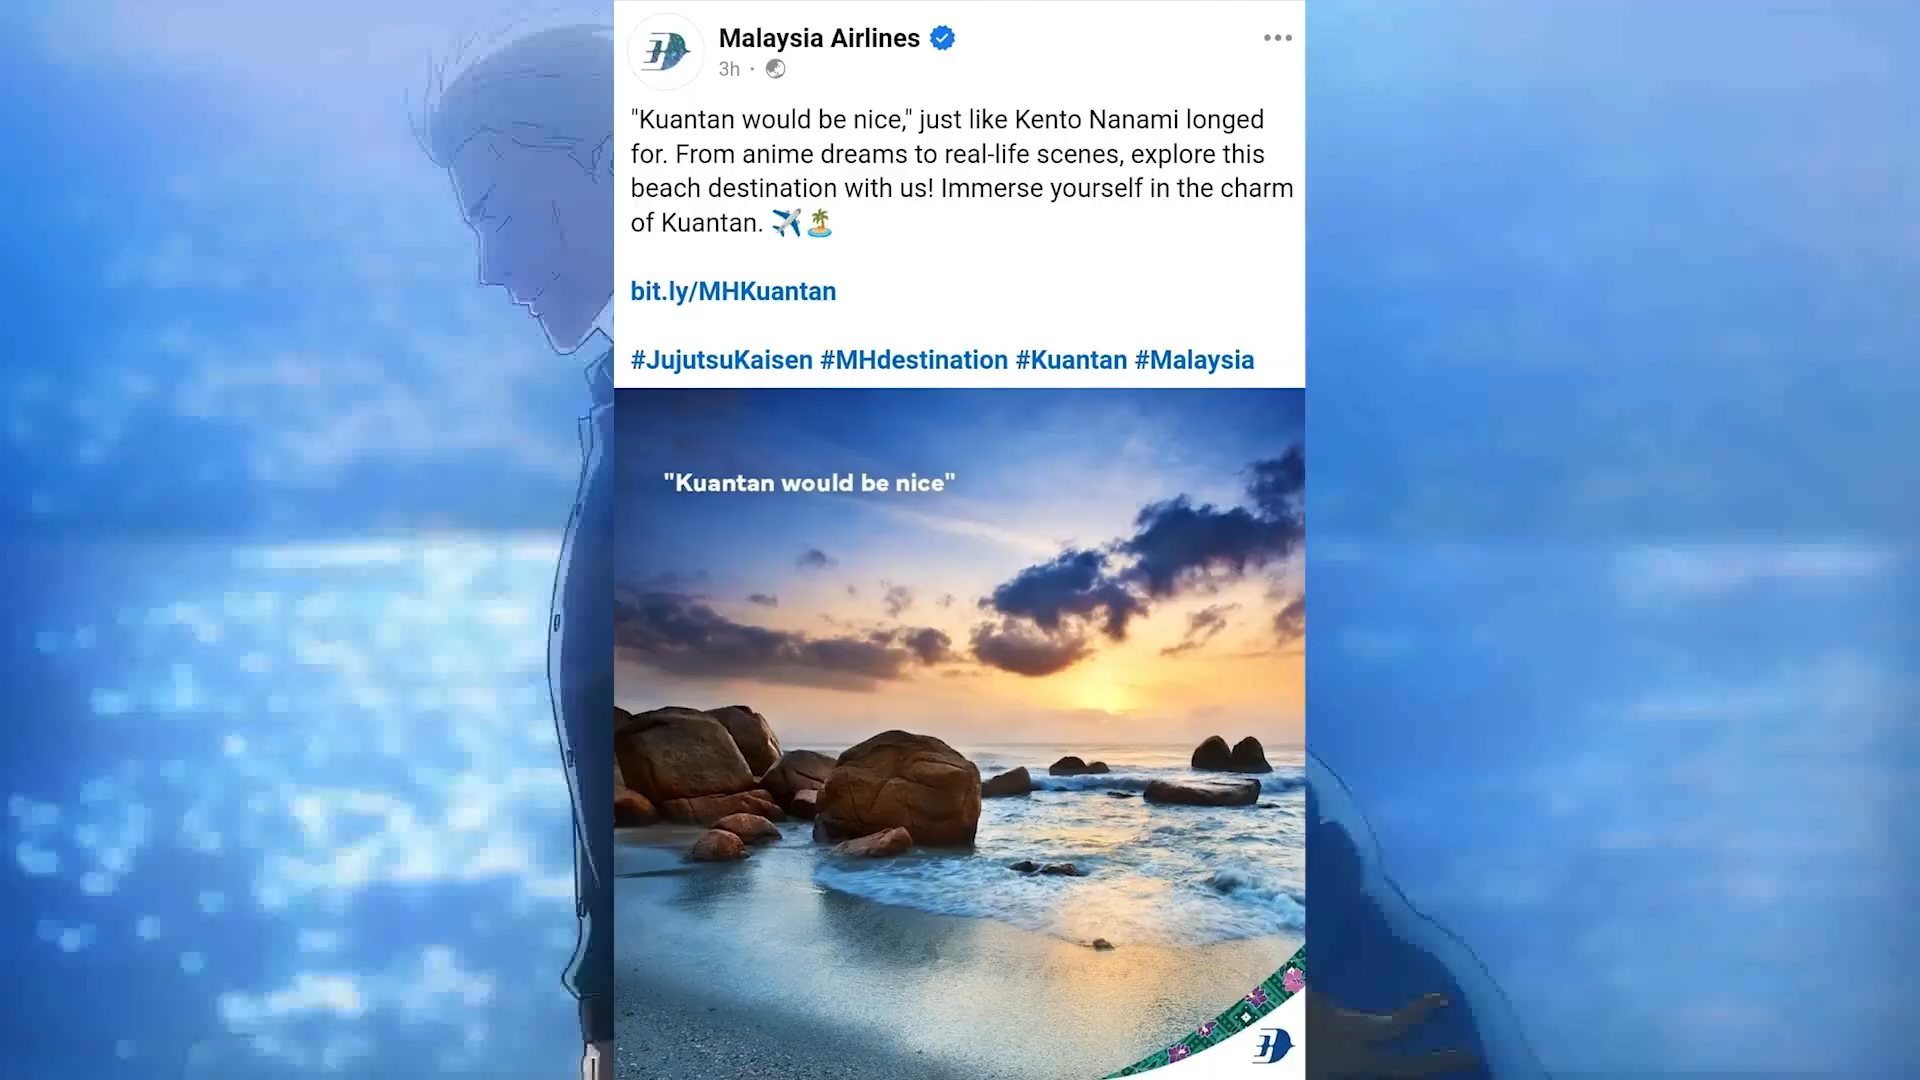 Malaysia Airlines
3h ·
"Kuantan would be nice," just like Kento Nanami longed
for. From anime dreams to real-life scenes, explore this
beach destination with us! Immerse yourself in the charm
of Kuantan. ✈️🏝️
bit.ly/MHKuantan
#JujutsuKaisen #MHdestination #Kuantan #Malaysia
"Kuantan would be nice"